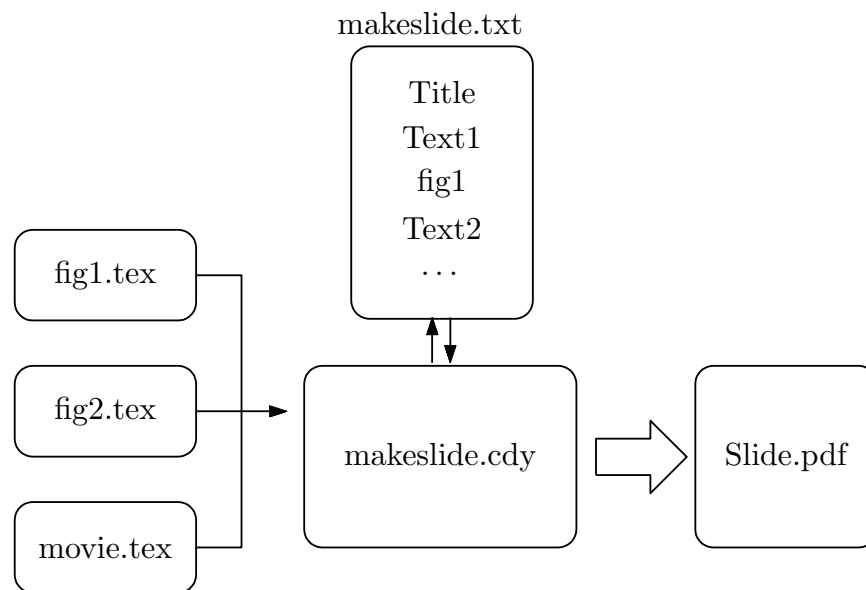 makeslide.txt
Title
Text1
fig1
Text2
...
fig1.tex
fig2.tex
movie.tex
makeslide.cdy
Slide.pdf